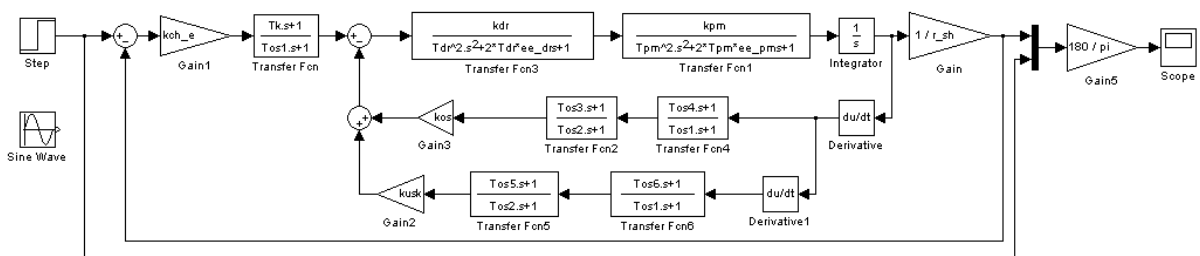 Step
Sine Wave
kch_e
Gain1
Tk.s+1
Tos1.s+1
Transfer Fcn
kdr
Tdr^2.s²+2*Tdr*ee_drs+1
Transfer Fcn3
kpm
Tpm^2.s²+2*Tpm*ee_pms+1
Transfer Fcn1
1
s
Integrator
1 / r_sh
Gain
180 / pi
Gain5
Scope
kos
Gain3
Tos3.s+1
Tos2.s+1
Transfer Fcn2
Tos4.s+1
Tos1.s+1
Transfer Fcn4
du/dt
Derivative
kusk
Gain2
Tos5.s+1
Tos2.s+1
Transfer Fcn5
Tos6.s+1
Tos1.s+1
Transfer Fcn6
du/dt
Derivative1